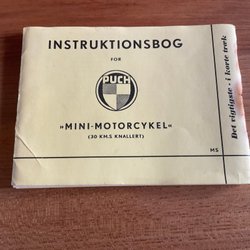 INSTRUKTIONSBOG
FOR
PUCH
»MINI-MOTORCYKEL«
(30 KM.S KNALLERT)
MS
Det vigtigste - i korte træk